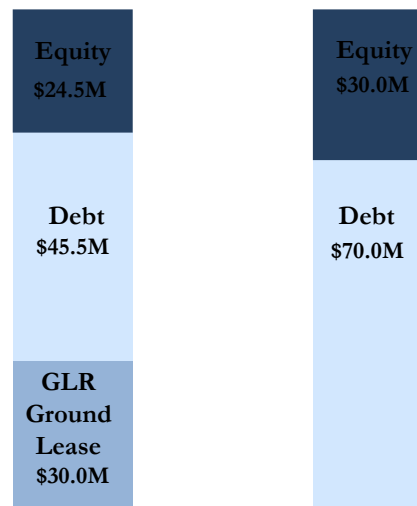 Equity
$24.5M
Debt
$45.5M
GLR
Ground
Lease
$30.0M
Equity
$30.0M
Debt
$70.0M